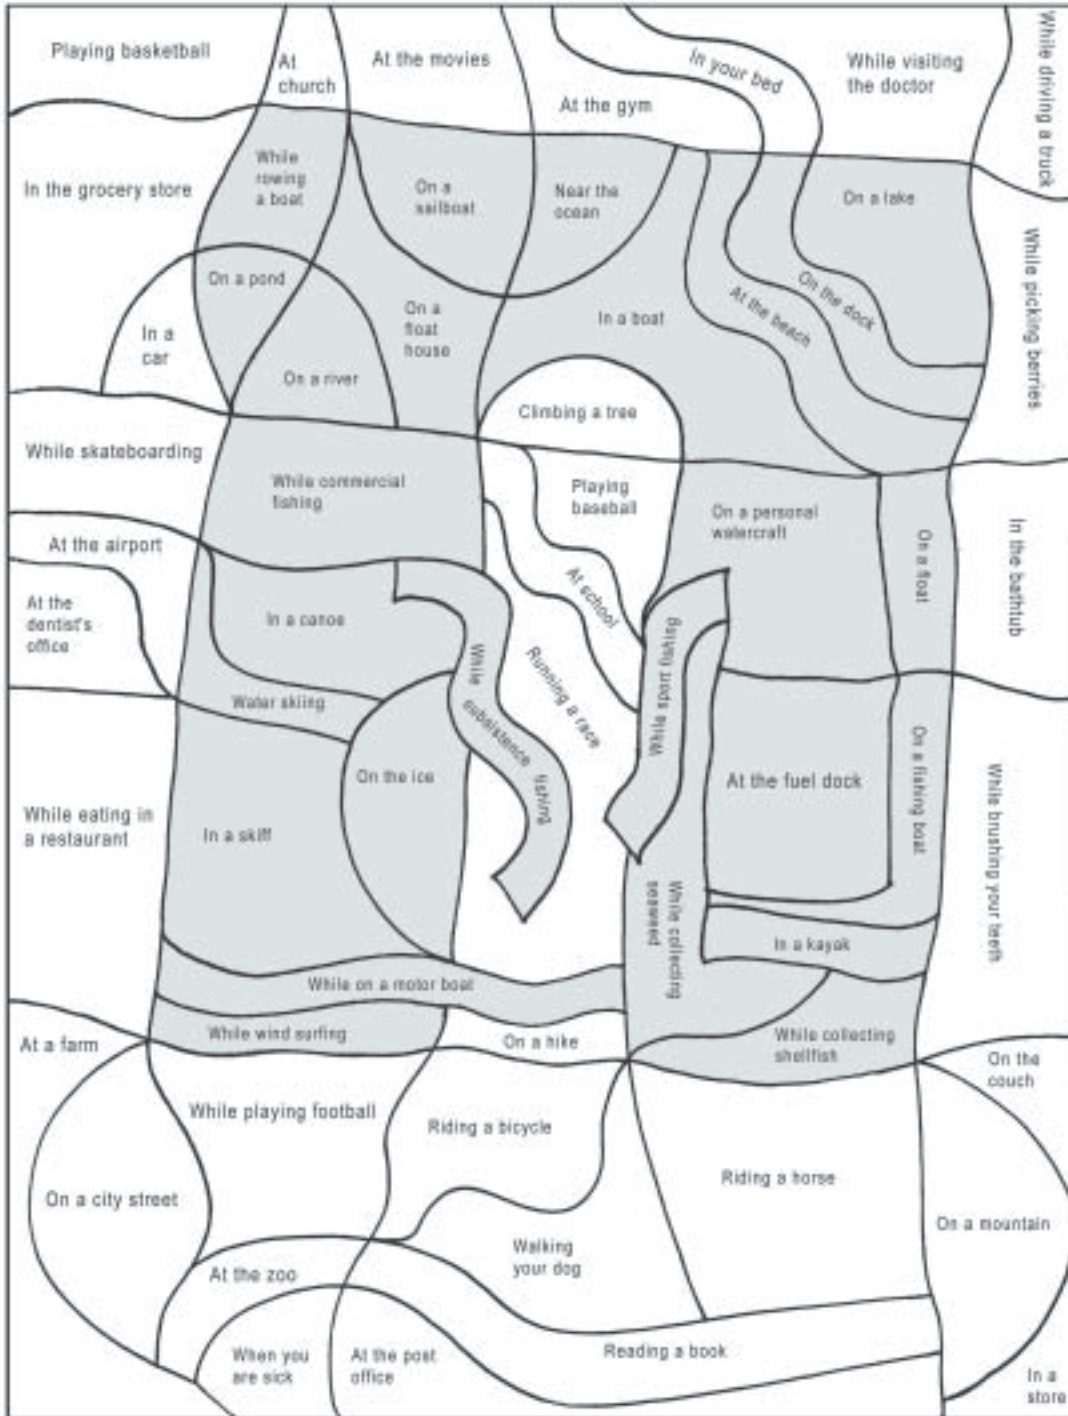 Playing basketball
At
church
At the movies
At the gym
In your bed
While visiting
the doctor
While driving a truck
In the grocery store
While
rowing
a boat
On a
sailboat
Near the
ocean
On a lake
While picking berries
On a pond
In a
car
On a
float
house
In a boat
At the beach
On the dock
On a river
Climbing a tree
While skateboarding
While commercial
fishing
Playing
baseball
On a personal
watercraft
On a float
In the bathtub
At the airport
At the
dentist's
office
In a canoe
At school
While sport fishing
While subsistence fishing
Running a race
Water skiing
On the ice
At the fuel dock
On a fishing boat
While brushing your teeth
While eating in
a restaurant
In a skiff
While collecting
seaweed
In a kayak
While on a motor boat
While wind surfing
On a hike
While collecting
shellfish
At a farm
On the
couch
While playing football
Riding a bicycle
Riding a horse
On a city street
On a mountain
Walking
your dog
At the zoo
Reading a book
When you
are sick
At the post
office
In a
store